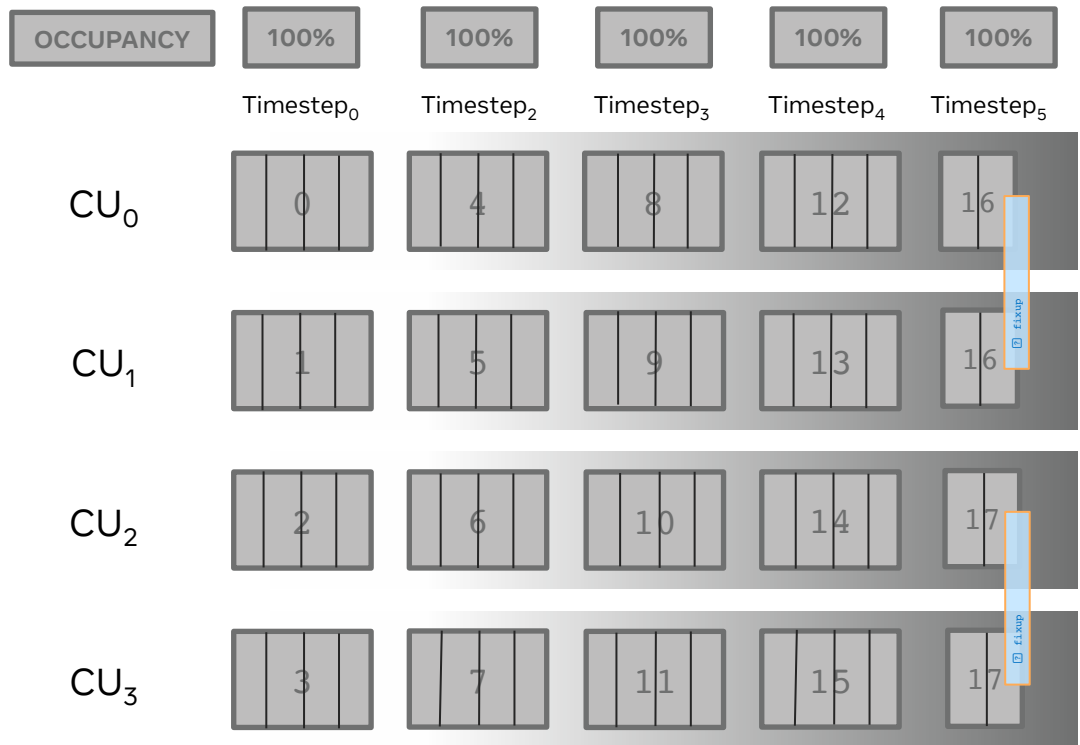 OCCUPANCY 100% 100% 100% 100% 100%
Timestep₀ Timestep₂ Timestep₃ Timestep₄ Timestep₅
CU₀ 0 4 8 12 16
CU₁ 1 5 9 13 16
? fixup
CU₂ 2 6 10 14 17
CU₃ 3 7 11 15 17
? fixup